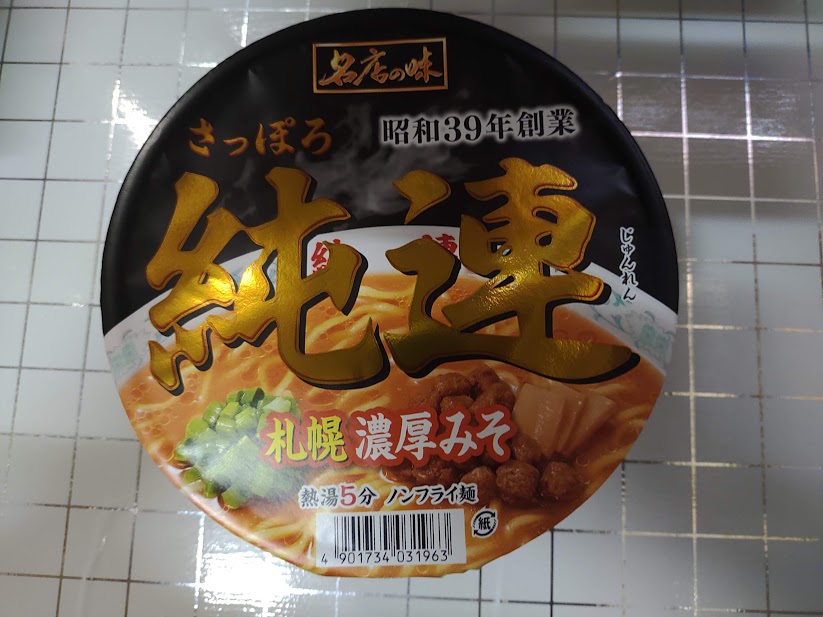 名店の味
さっぽろ
昭和39年創業
純連
じゅんれん
札幌 濃厚みそ
熱湯5分 ノンフライ麺
紙
4 901734 031963